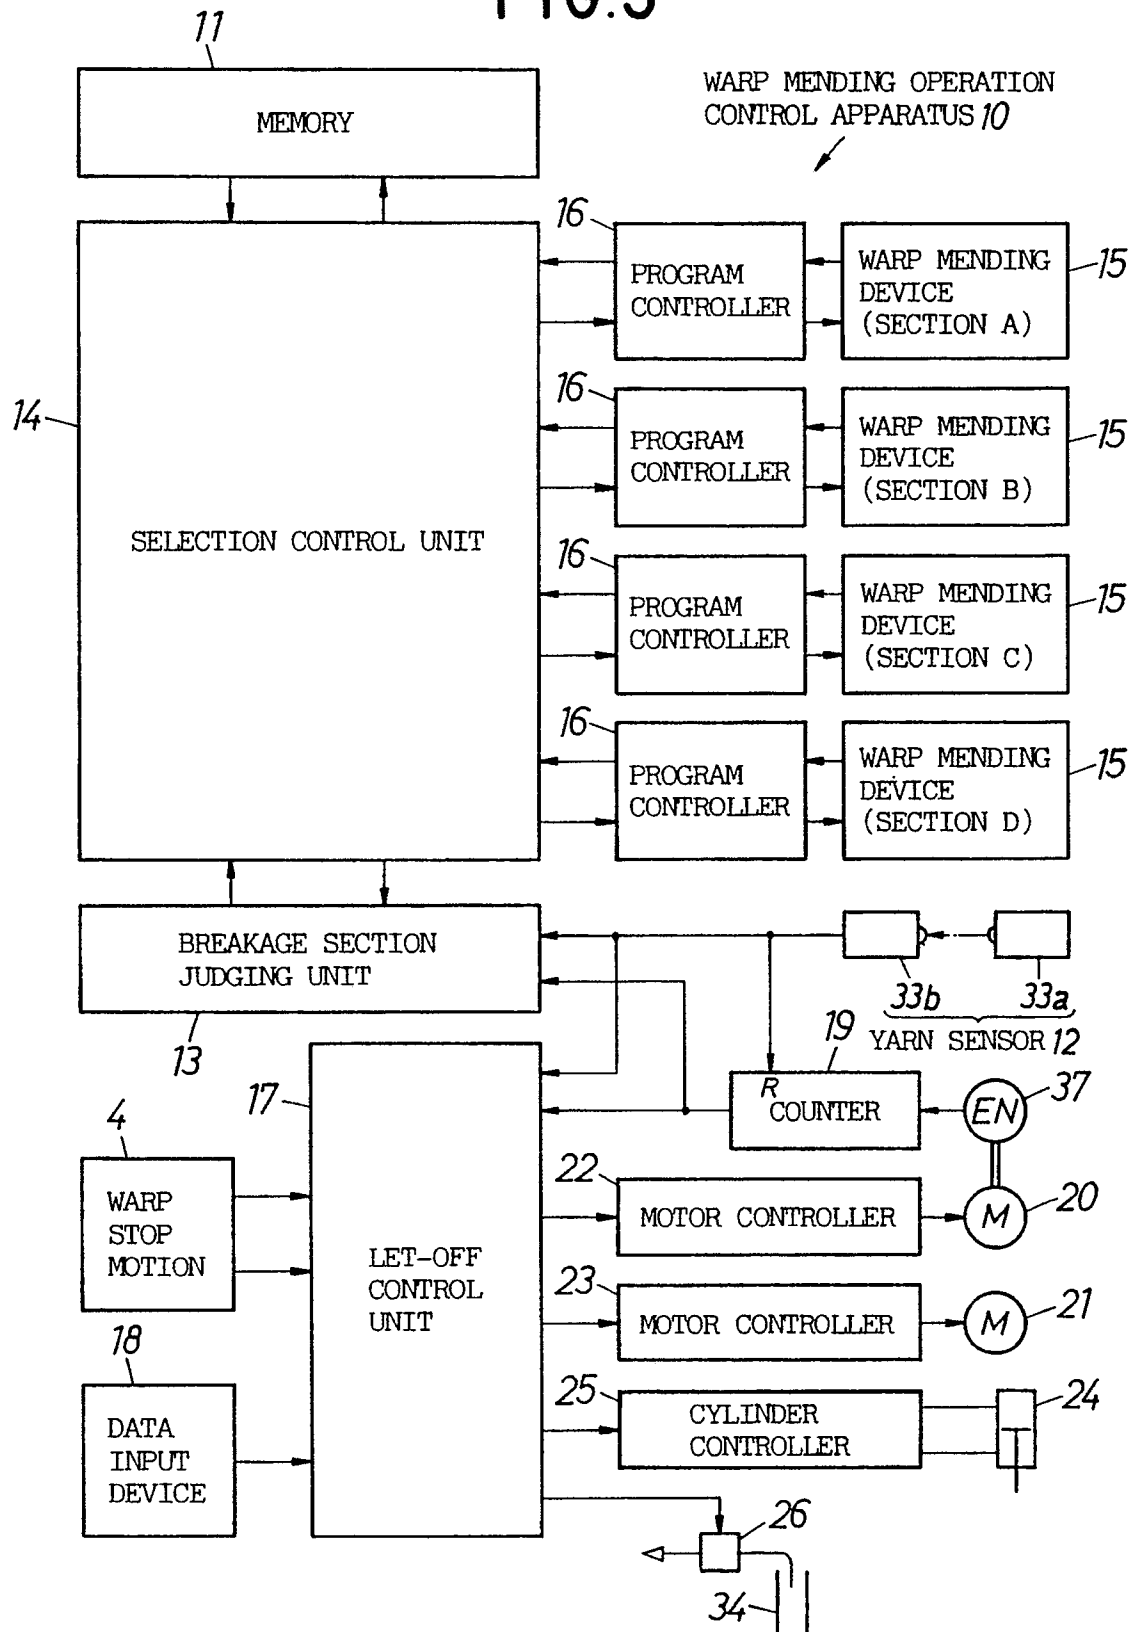 11
MEMORY
WARP MENDING OPERATION
CONTROL APPARATUS 10
14
SELECTION CONTROL UNIT
16
PROGRAM
CONTROLLER
WARP MENDING
DEVICE
(SECTION A)
15
16
PROGRAM
CONTROLLER
WARP MENDING
DEVICE
(SECTION B)
15
16
PROGRAM
CONTROLLER
WARP MENDING
DEVICE
(SECTION C)
15
16
PROGRAM
CONTROLLER
WARP MENDING
DEVICE
(SECTION D)
15
BREAKAGE SECTION
JUDGING UNIT
13
33b
33a
YARN SENSOR 12
19
R
COUNTER
EN
37
17
LET-OFF
CONTROL
UNIT
4
WARP
STOP
MOTION
22
MOTOR CONTROLLER
M
20
23
MOTOR CONTROLLER
M
21
18
DATA
INPUT
DEVICE
25
CYLINDER
CONTROLLER
24
26
34